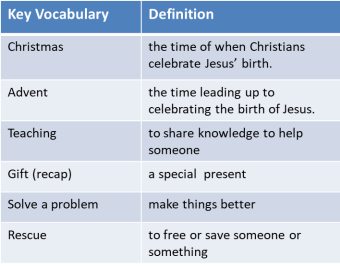 Key Vocabulary Definition
Christmas the time of when Christians
celebrate Jesus’ birth.
Advent the time leading up to
celebrating the birth of Jesus.
Teaching to share knowledge to help
someone
Gift (recap) a special  present
Solve a problem make things better
Rescue to free or save someone or
something